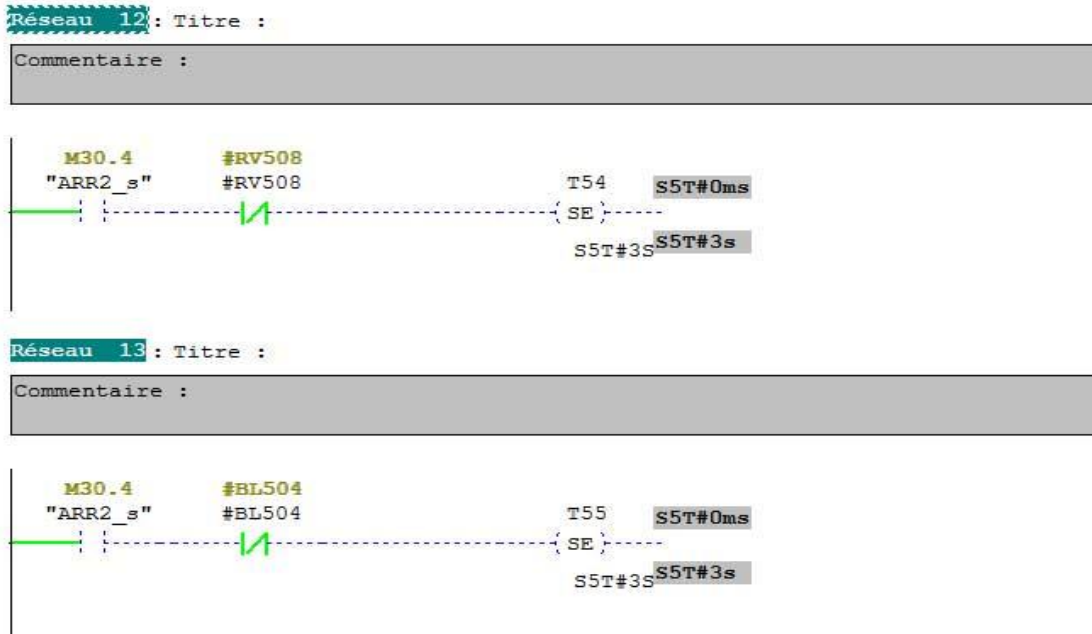 Réseau 12 : Titre :
Commentaire :
M30.4 #RV508
"ARR2_s" #RV508 T54 S5T#0ms
SE
S5T#3S S5T#3s
Réseau 13 : Titre :
Commentaire :
M30.4 #BL504
"ARR2_s" #BL504 T55 S5T#0ms
SE
S5T#3S S5T#3s